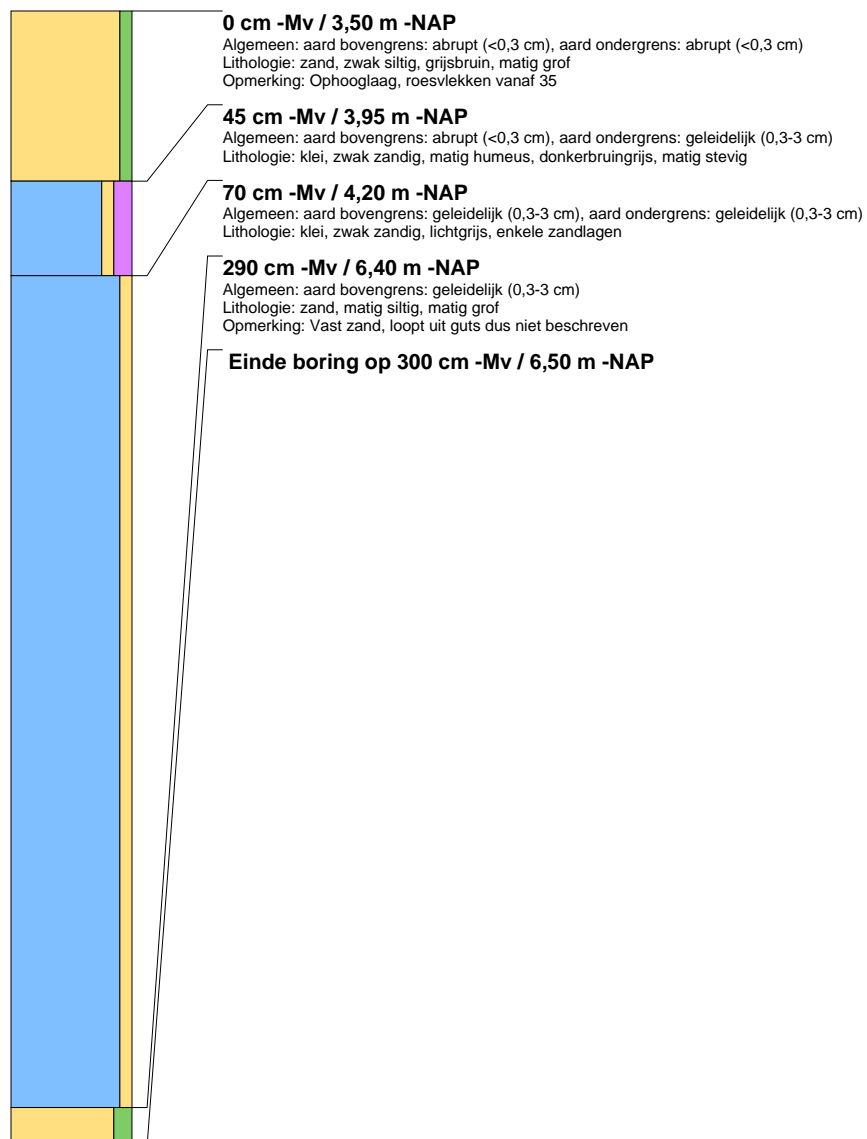 0 cm -Mv / 3,50 m -NAP
Algemeen: aard bovengrens: abrupt (<0,3 cm), aard ondergrens: abrupt (<0,3 cm)
Lithologie: zand, zwak siltig, grijsbruin, matig grof
Opmerking: Ophooglaag, roesvlekken vanaf 35
45 cm -Mv / 3,95 m -NAP
Algemeen: aard bovengrens: abrupt (<0,3 cm), aard ondergrens: geleidelijk (0,3-3 cm)
Lithologie: klei, zwak zandig, matig humeus, donkerbruingrijs, matig stevig
70 cm -Mv / 4,20 m -NAP
Algemeen: aard bovengrens: geleidelijk (0,3-3 cm), aard ondergrens: geleidelijk (0,3-3 cm)
Lithologie: klei, zwak zandig, lichtgrijs, enkele zandlagen
290 cm -Mv / 6,40 m -NAP
Algemeen: aard bovengrens: geleidelijk (0,3-3 cm)
Lithologie: zand, matig siltig, matig grof
Opmerking: Vast zand, loopt uit guts dus niet beschreven
Einde boring op 300 cm -Mv / 6,50 m -NAP